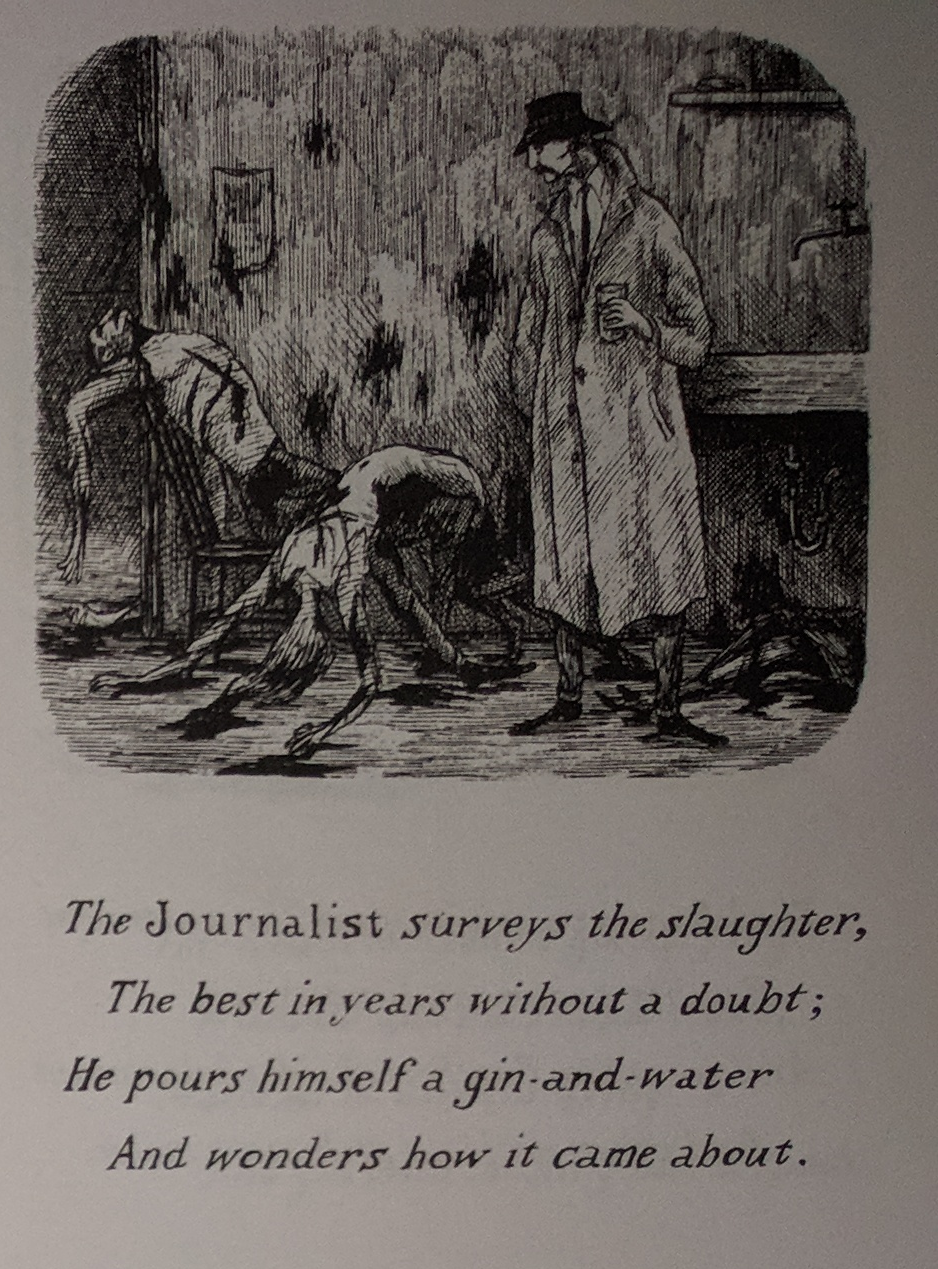 The Journalist surveys the slaughter,
The best in years without a doubt;
He pours himself a gin-and-water
And wonders how it came about.